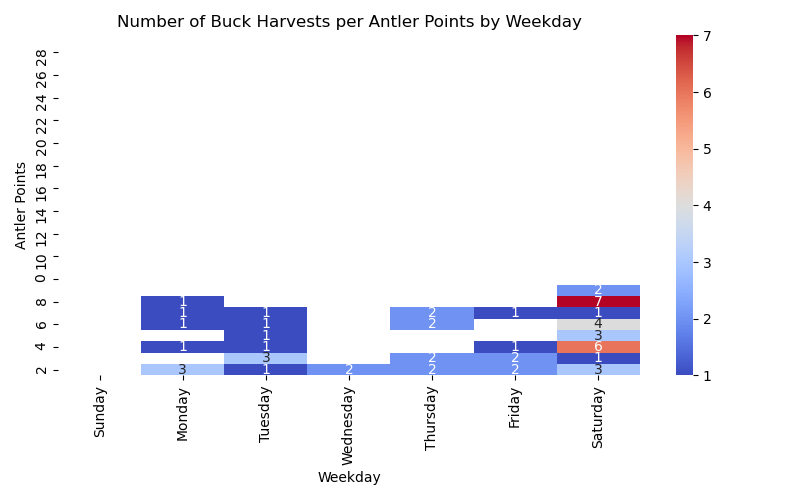 Number of Buck Harvests per Antler Points by Weekday
Antler Points
28
26
24
22
20
18
16
14
12
10
0
8
6
4
2
2
1 7
1 1 2 1 1
1 1 2 4
1 3
1 1 1 6
3 2 2 1
3 1 2 2 2 3
Sunday
Monday
Tuesday
Wednesday
Thursday
Friday
Saturday
Weekday
7
6
5
4
3
2
1